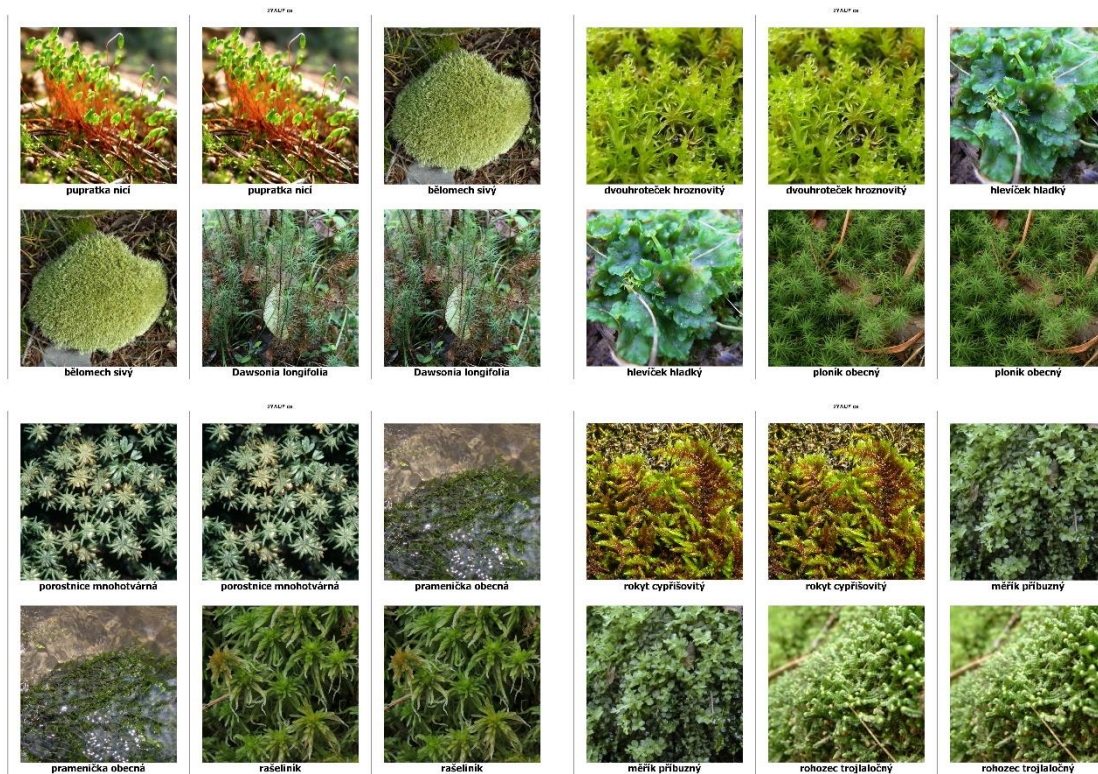 pupratka nicí
pupratka nicí
bělomech sivý
bělomech sivý
Dawsonia longifolia
Dawsonia longifolia
dvouhroteček hroznovitý
dvouhroteček hroznovitý
hlevíček hladký
hlevíček hladký
ploník obecný
ploník obecný
porostnice mnohotvárná
porostnice mnohotvárná
pramenička obecná
pramenička obecná
rašeliník
rašeliník
rokyt cypřišovitý
rokyt cypřišovitý
měřík příbuzný
měřík příbuzný
rohozec trojlaločný
rohozec trojlaločný